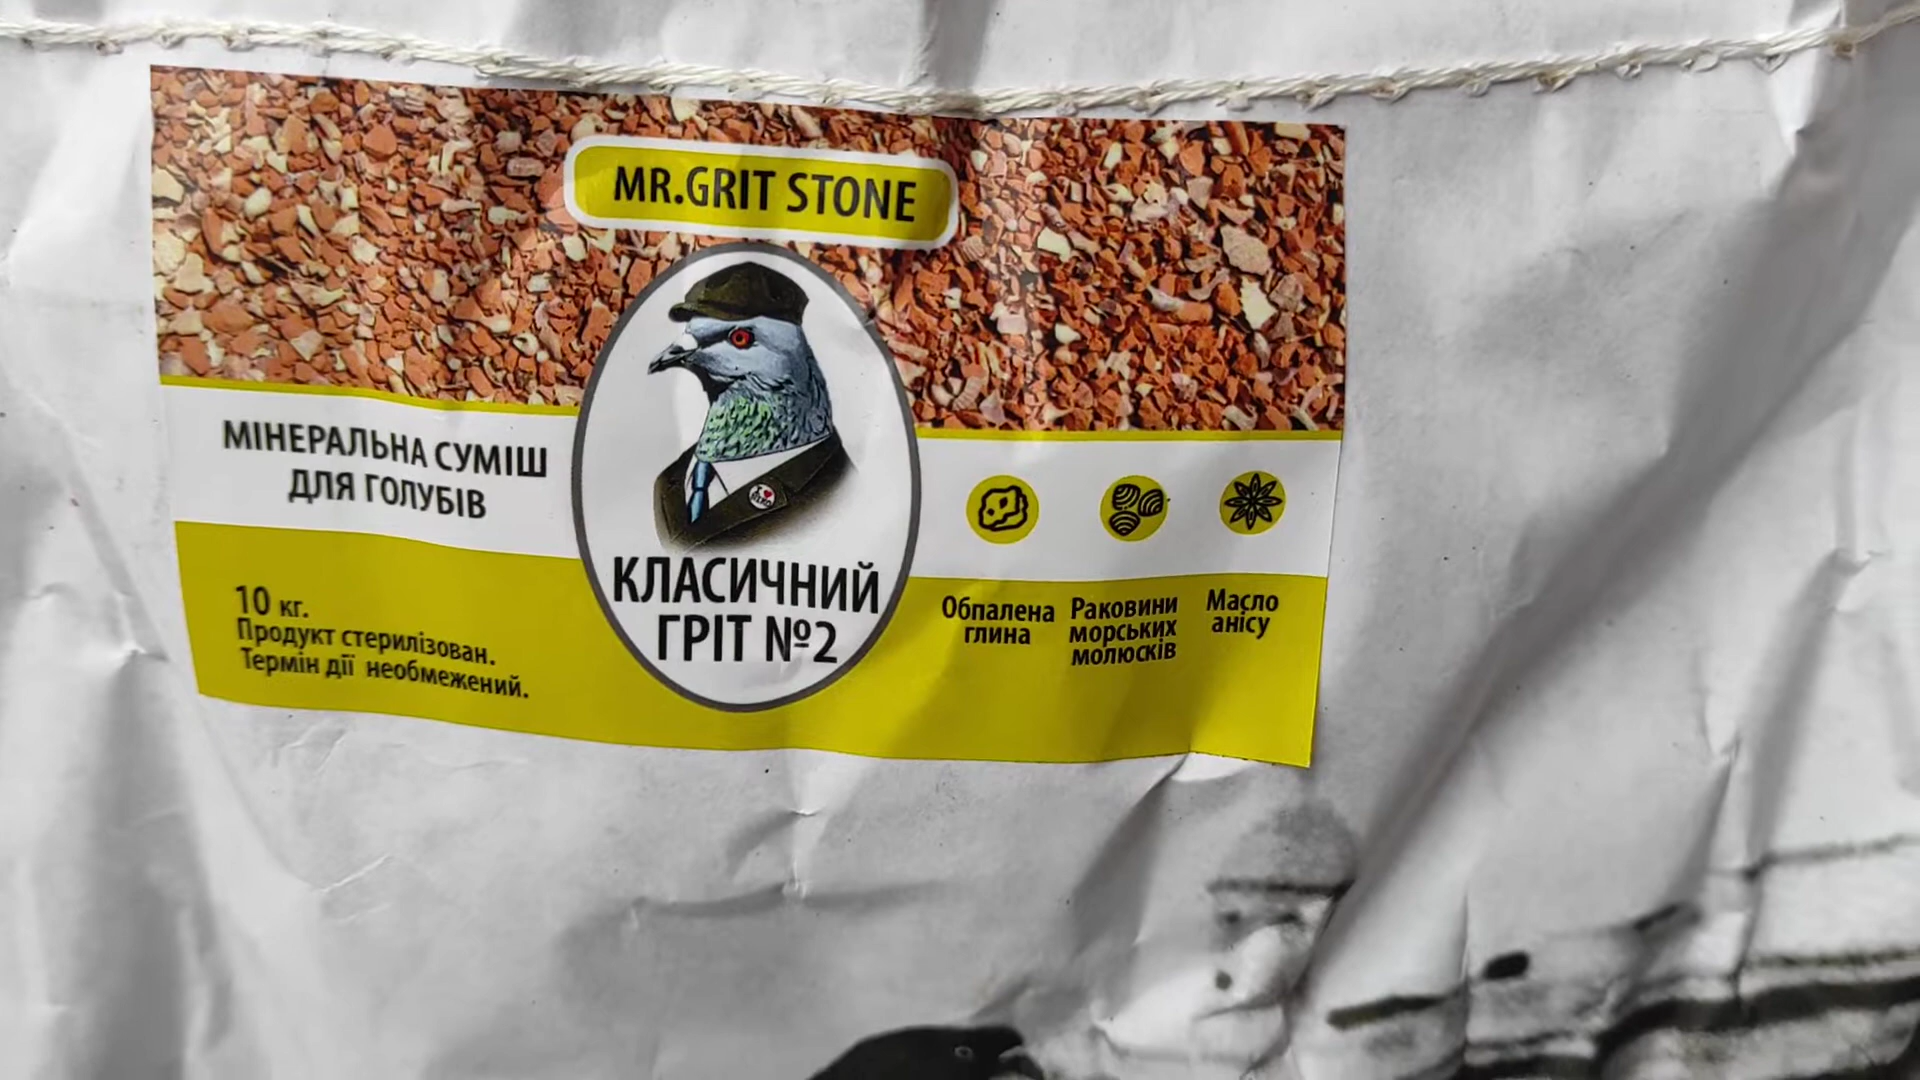 MR.GRIT STONE
МІНЕРАЛЬНА СУМІШ
ДЛЯ ГОЛУБІВ
КЛАСИЧНИЙ
ГРІТ №2
10 кг.
Продукт стерилізован.
Термін дії необмежений.
Обпалена
глина
Раковини
морських
молюсків
Масло
анісу